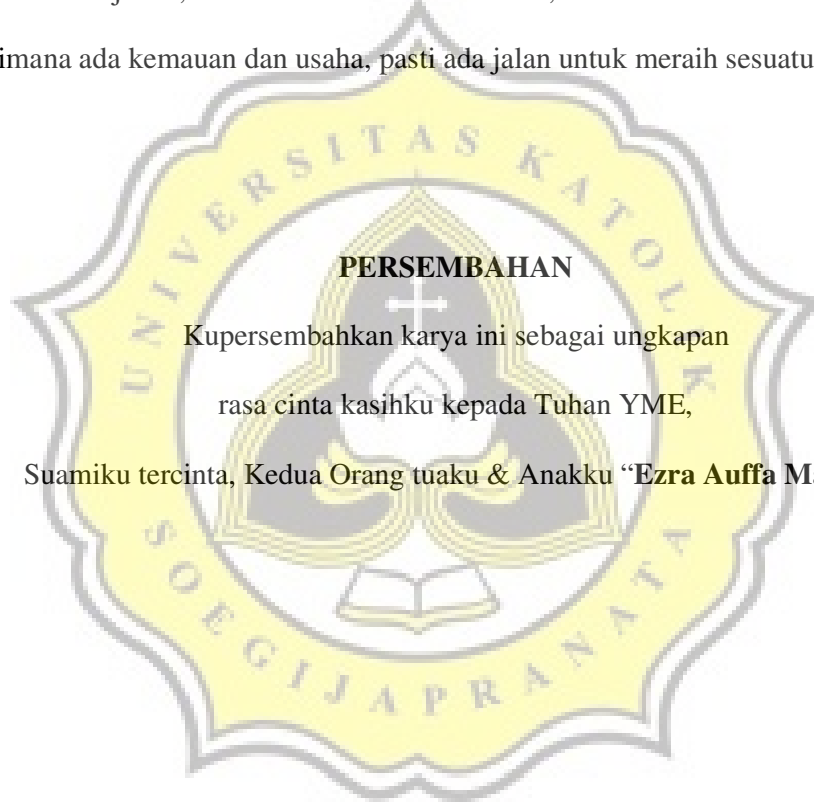 imana ada kemauan dan usaha, pasti ada jalan untuk meraih sesuatu
UNIVERSITAS KATOLIK
PERSEMBAHAN
Kupersembahkan karya ini sebagai ungkapan
rasa cinta kasihku kepada Tuhan YME,
Suamiku tercinta, Kedua Orang tuaku & Anakku “Ezra Auffa Ma
SOEGIJAPRANATA